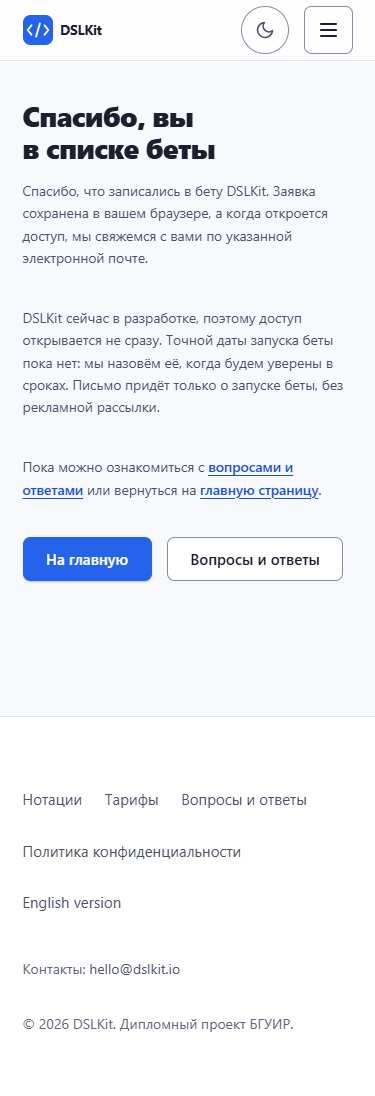 DSLKit
Спасибо, вы
в списке беты
Спасибо, что записались в бету DSLKit. Заявка
сохранена в вашем браузере, а когда откроется
доступ, мы свяжемся с вами по указанной
электронной почте.
DSLKit сейчас в разработке, поэтому доступ
открывается не сразу. Точной даты запуска беты
пока нет: мы назовём её, когда будем уверены в
сроках. Письмо придёт только о запуске беты, без
рекламной рассылки.
Пока можно ознакомиться с вопросами и
ответами или вернуться на главную страницу.
На главную
Вопросы и ответы
Нотации Тарифы Вопросы и ответы
Политика конфиденциальности
English version
Контакты: hello@dslkit.io
© 2026 DSLKit. Дипломный проект БГУИР.